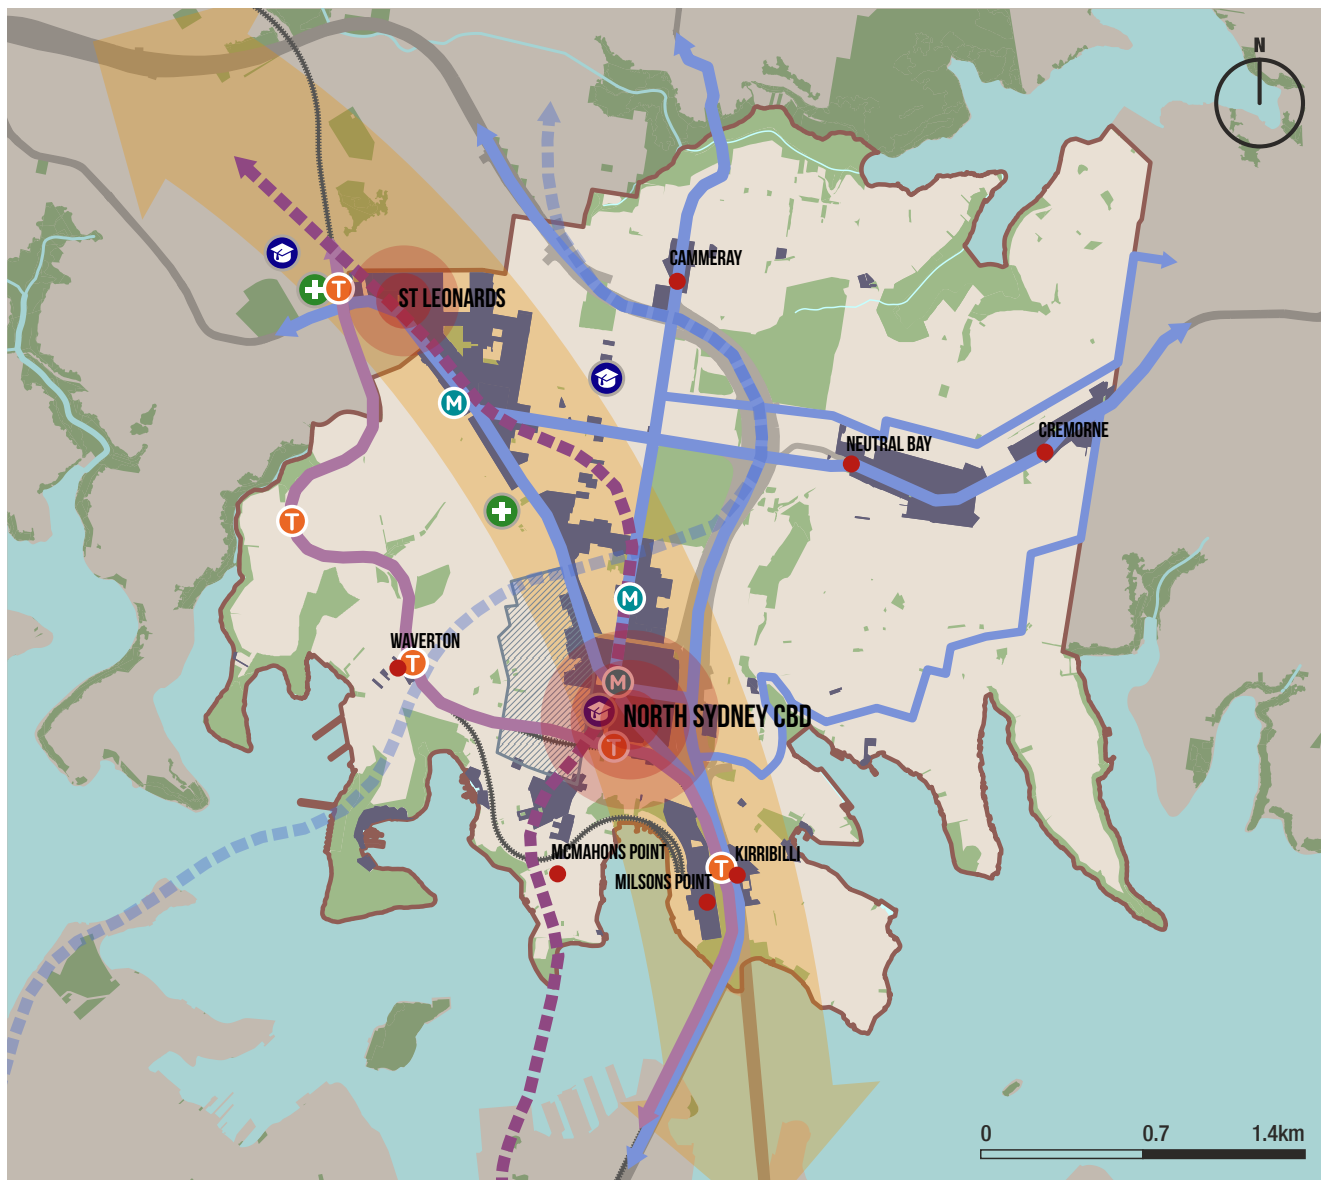 N
CAMMERAY
ST LEONARDS
T
M
CREMORNE
NEUTRAL BAY
T
M
WAVERTON
T
M
NORTH SYDNEY CBD
T
MCMAHONS POINT
T
KIRRIBILLI
MILSONS POINT
0 0.7 1.4km